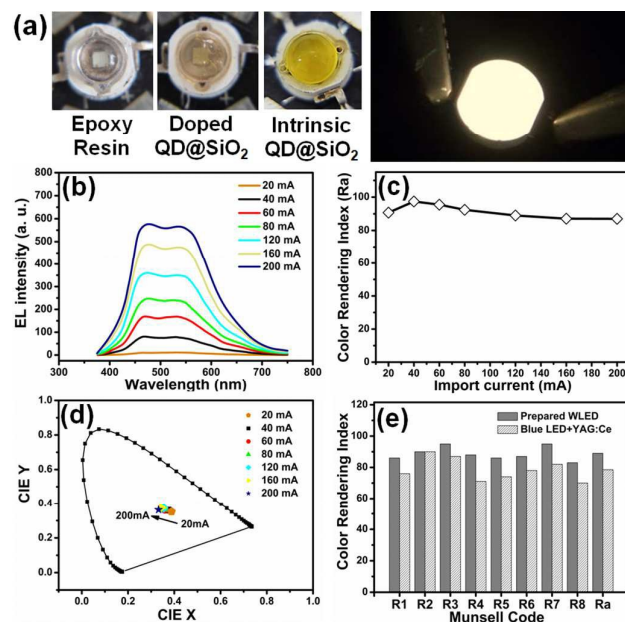 (a)
Epoxy
Resin
Doped
QD@SiO₂
Intrinsic
QD@SiO₂
(b)
EL intensity (a. u.)
800
700
600
500
400
300
200
100
0
20 mA
40 mA
60 mA
80 mA
120 mA
160 mA
200 mA
300 400 500 600 700 800
Wavelength (nm)
(c)
Color Rendering Index (Ra)
100
80
60
40
20
0
20 40 60 80 100 120 140 160 180 200
Import current (mA)
(d)
CIE Y
1.0
0.8
0.6
0.4
0.2
0.0
20 mA
40 mA
60 mA
80 mA
120 mA
160 mA
200 mA
200mA
20mA
0.0 0.2 0.4 0.6 0.8 1.0
CIE X
(e)
Color Rendering Index
120
100
80
60
40
20
0
Prepared WLED
Blue LED+YAG:Ce
R1 R2 R3 R4 R5 R6 R7 R8 Ra
Munsell Code